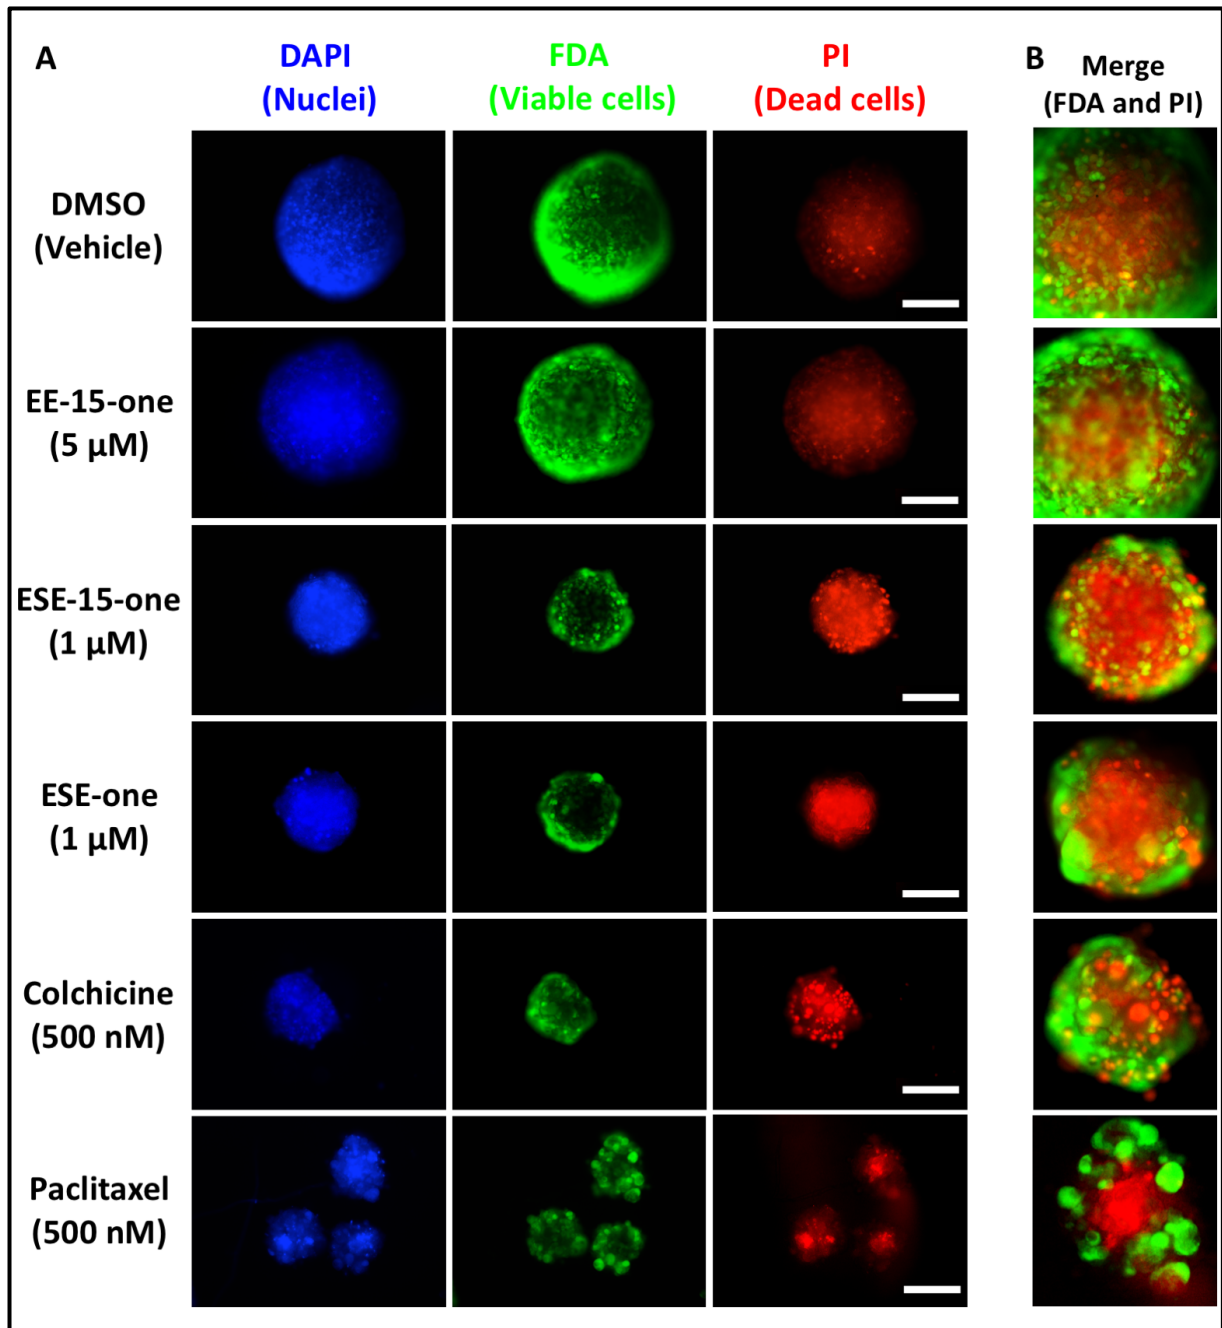 A
DAPI
(Nuclei)
FDA
(Viable cells)
PI
(Dead cells)
B
Merge
(FDA and PI)
DMSO
(Vehicle)
EE-15-one
(5 μM)
ESE-15-one
(1 μM)
ESE-one
(1 μM)
Colchicine
(500 nM)
Paclitaxel
(500 nM)